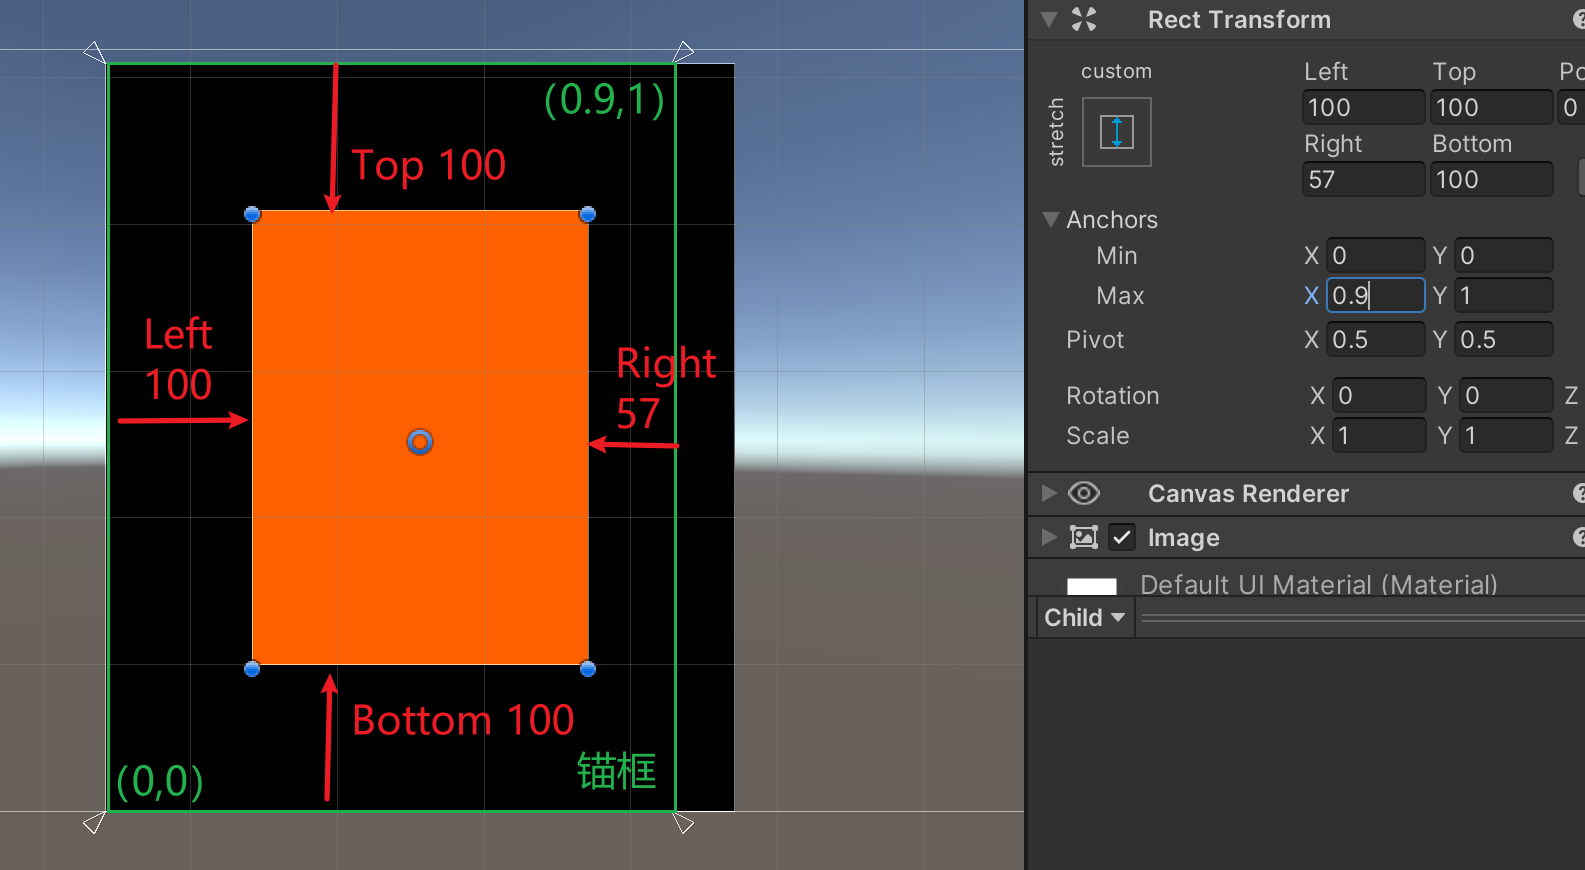 (0.9,1)
Top 100
Left
100
Right
57
Bottom 100
锚框
(0,0)
Rect Transform
custom
stretch
Left Top
100 100 0
Right Bottom
57 100
Anchors
Min X 0 Y 0
Max X 0.9 Y 1
Pivot X 0.5 Y 0.5
Rotation X 0 Y 0 Z
Scale X 1 Y 1 Z
Canvas Renderer
Image
Default UI Material (Material)
Child